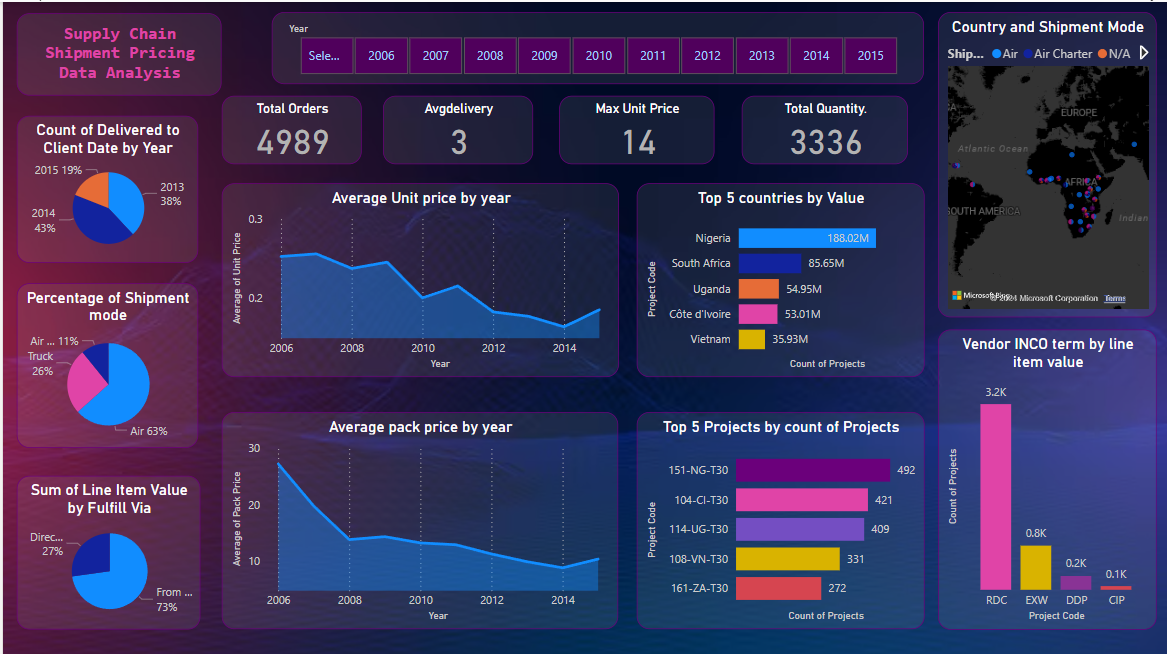 Supply Chain
Shipment Pricing
Data Analysis
Year
Sele... 2006 2007 2008 2009 2010 2011 2012 2013 2014 2015
Total Orders
4989
Avgdelivery
3
Max Unit Price
14
Total Quantity.
3336
Country and Shipment Mode
Ship... Air Air Charter N/A
EUROPE
Atlantic Ocean
AFRICA
SOUTH AMERICA
Indian
Microsoft Bing
© 2024 Microsoft Corporation Terms
Count of Delivered to
Client Date by Year
2015 19%
2013
38%
2014
43%
Percentage of Shipment
mode
Air ... 11%
Truck
26%
Air 63%
Sum of Line Item Value
by Fulfill Via
Direc...
27%
From ...
73%
Average Unit price by year
Average of Unit Price
0.3
0.2
2006 2008 2010 2012 2014
Year
Top 5 countries by Value
Project Code
Nigeria 188.02M
South Africa 85.65M
Uganda 54.95M
Côte d'Ivoire 53.01M
Vietnam 35.93M
Count of Projects
Average pack price by year
Average of Pack Price
30
20
10
2006 2008 2010 2012 2014
Year
Top 5 Projects by count of Projects
Project Code
151-NG-T30 492
104-CI-T30 421
114-UG-T30 409
108-VN-T30 331
161-ZA-T30 272
Count of Projects
Vendor INCO term by line
item value
Count of Projects
3.2K
0.8K
0.2K
0.1K
RDC EXW DDP CIP
Project Code